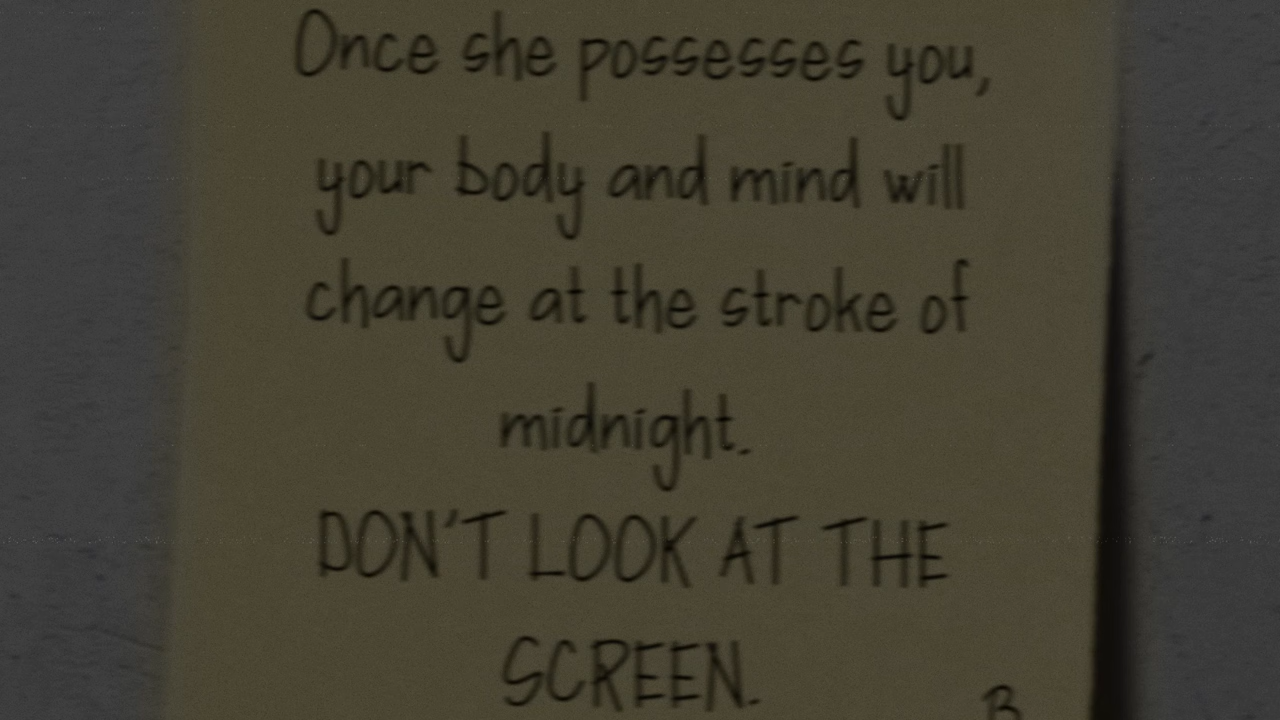 Once she possesses you,
your body and mind will
change at the stroke of
midnight.
DON'T LOOK AT THE
SCREEN.
B